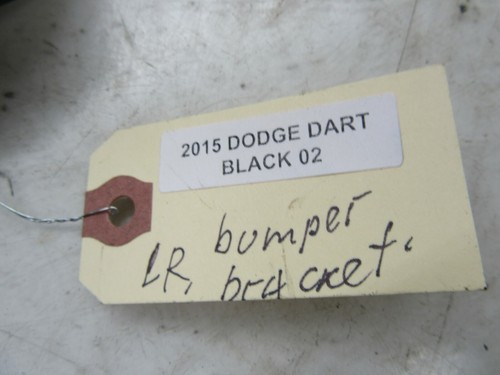 2015 DODGE DART
BLACK 02
LR, bumper
bracket.